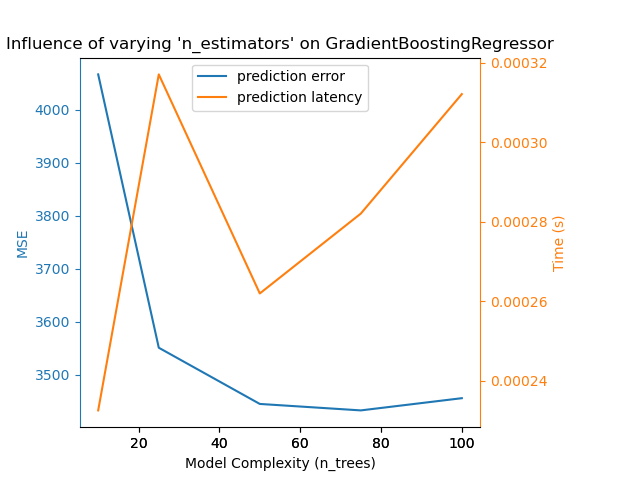 Influence of varying 'n_estimators' on GradientBoostingRegressor
prediction error
prediction latency
MSE
4000
3900
3800
3700
3600
3500
0.00032
0.00030
0.00028
0.00026
0.00024
Time (s)
20 40 60 80 100
Model Complexity (n_trees)